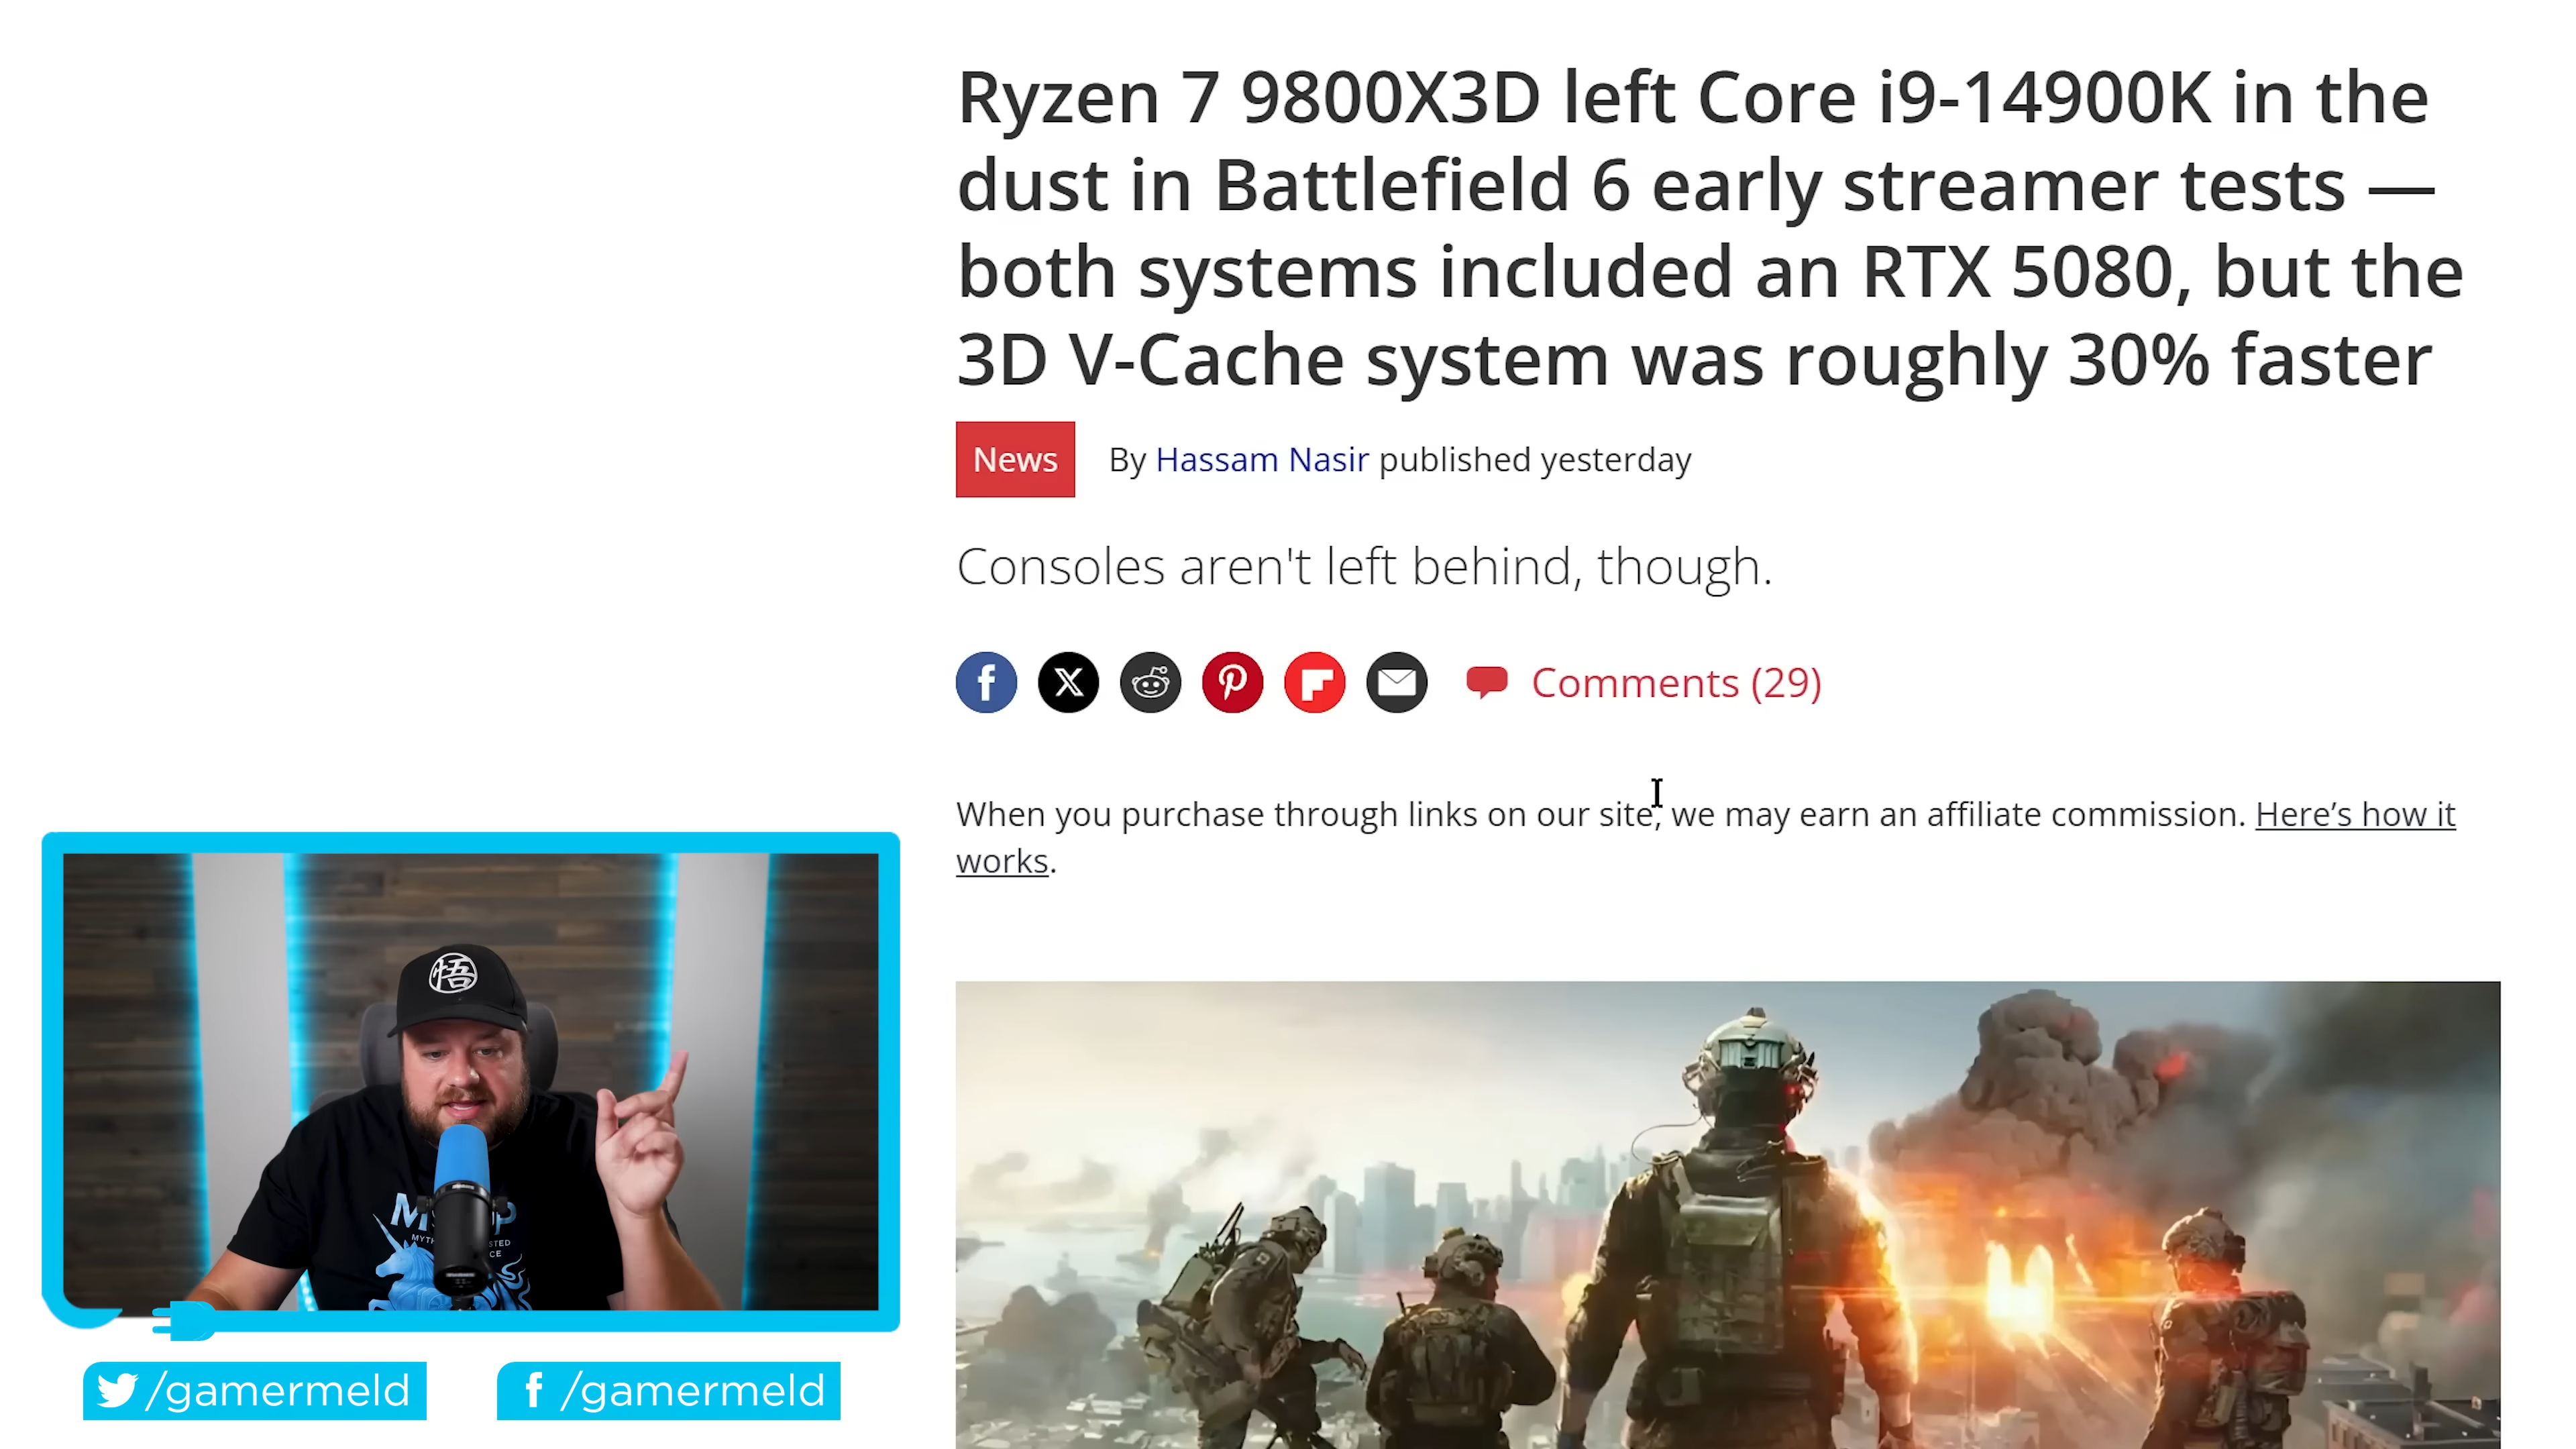 Ryzen 7 9800X3D left Core i9-14900K in the
dust in Battlefield 6 early streamer tests —
both systems included an RTX 5080, but the
3D V-Cache system was roughly 30% faster
News
By Hassam Nasir published yesterday
Consoles aren't left behind, though.
Comments (29)
When you purchase through links on our site, we may earn an affiliate commission. Here’s how it
works.
悟
/gamermeld
/gamermeld